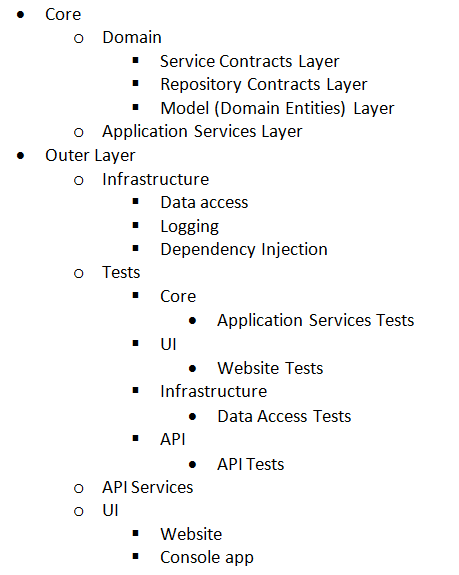 Core
Domain
Service Contracts Layer
Repository Contracts Layer
Model (Domain Entities) Layer
Application Services Layer
Outer Layer
Infrastructure
Data access
Logging
Dependency Injection
Tests
Core
Application Services Tests
UI
Website Tests
Infrastructure
Data Access Tests
API
API Tests
API Services
UI
Website
Console app